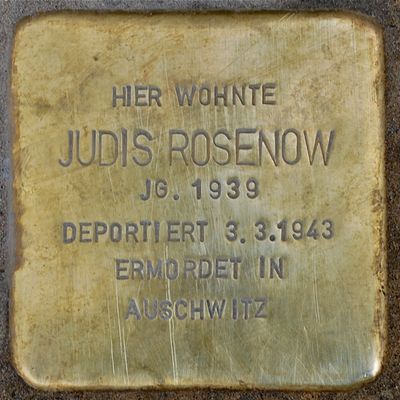 HIER WOHNTE
JUDIS ROSENOW
JG. 1939
DEPORTIERT 3.3.1943
ERMORDET IN
AUSCHWITZ